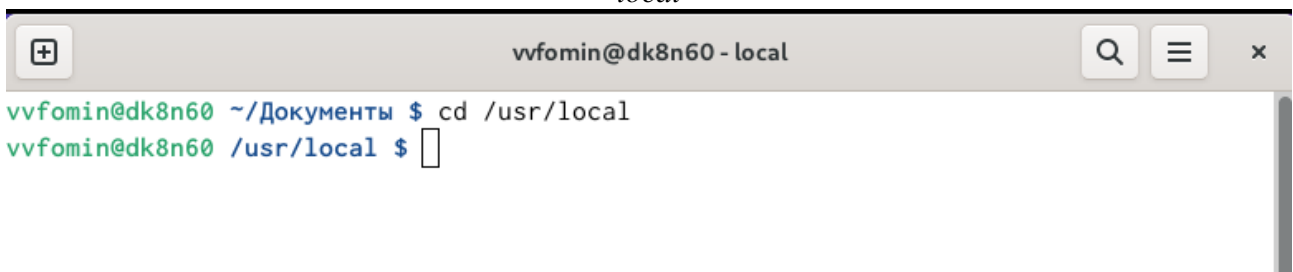 local
vvfomin@dk8n60 - local
vvfomin@dk8n60 ~/Документы $ cd /usr/local
vvfomin@dk8n60 /usr/local $